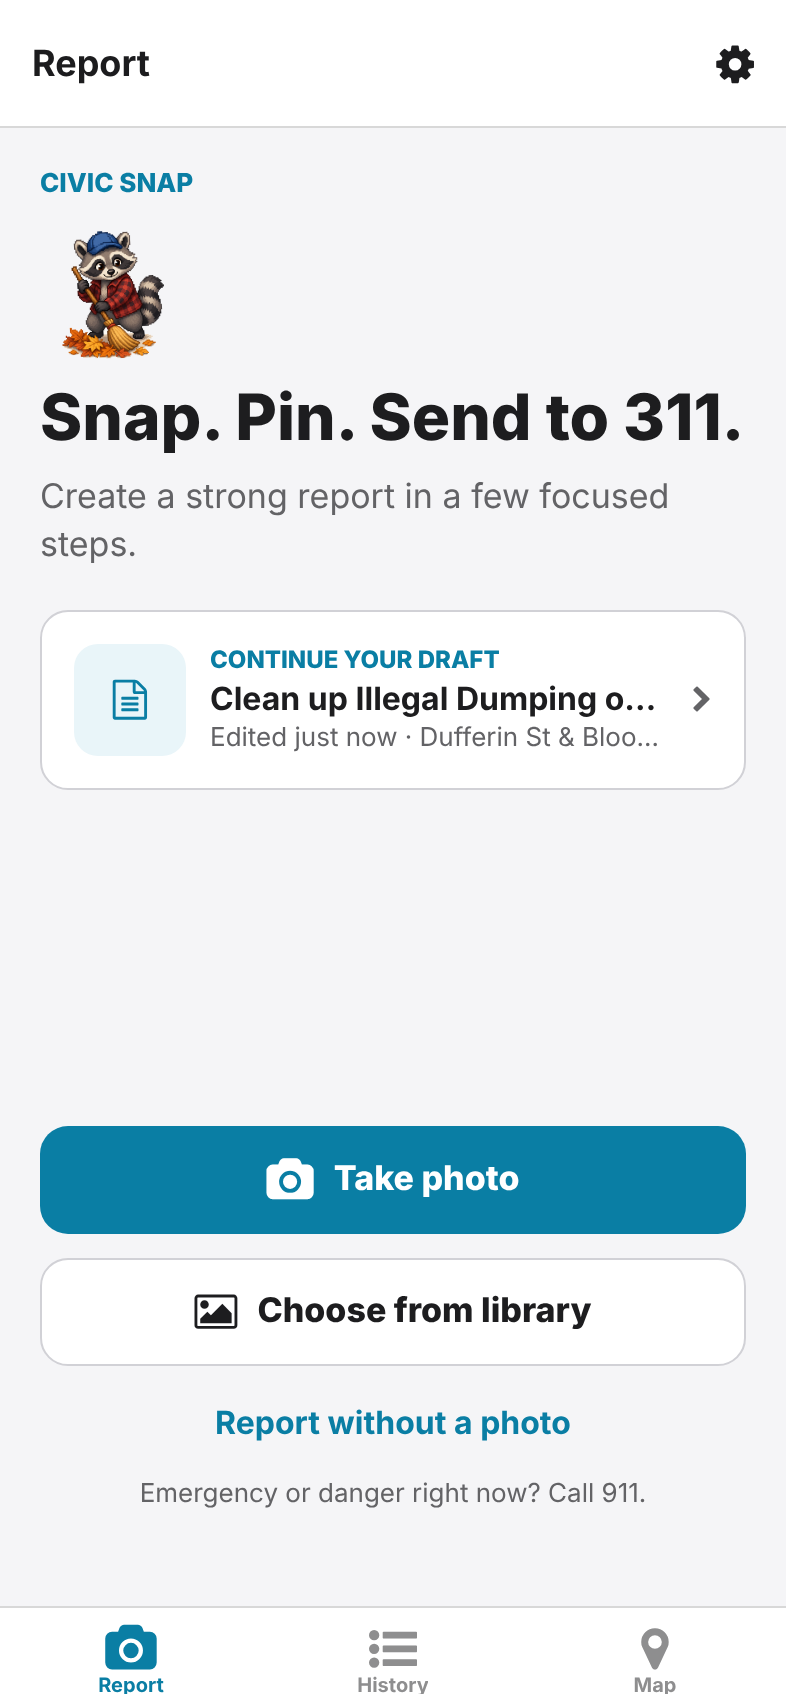 Report
CIVIC SNAP
Snap. Pin. Send to 311.
Create a strong report in a few focused
steps.
CONTINUE YOUR DRAFT
Clean up Illegal Dumping o...
Edited just now · Dufferin St & Bloo...
Take photo
Choose from library
Report without a photo
Emergency or danger right now? Call 911.
Report
History
Map